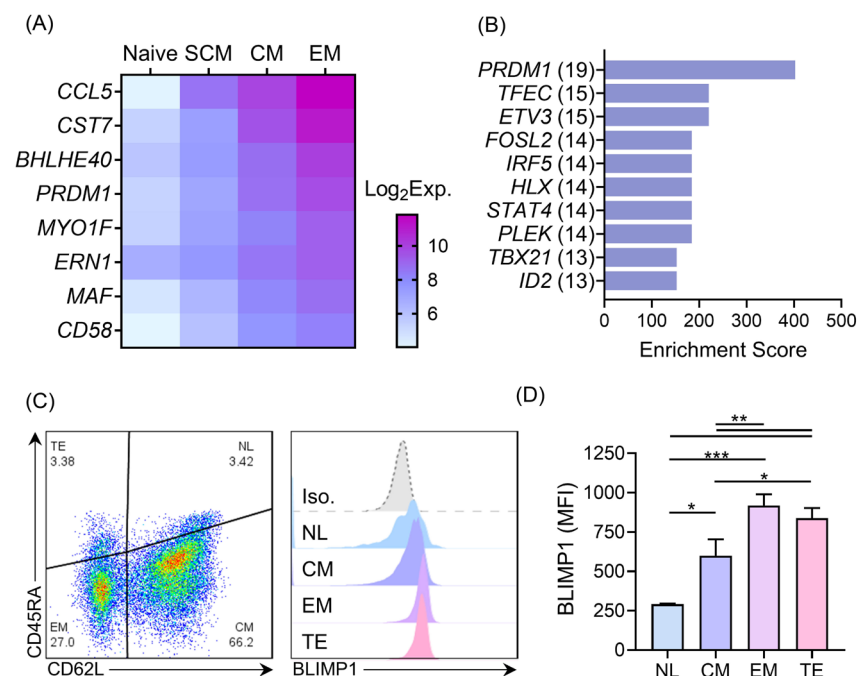 (A)
Naive SCM CM EM
CCL5
CST7
BHLHE40
PRDM1
MYO1F
ERN1
MAF
CD58
Log₂Exp.
10
8
6
(B)
PRDM1 (19)
TFEC (15)
ETV3 (15)
FOSL2 (14)
IRF5 (14)
HLX (14)
STAT4 (14)
PLEK (14)
TBX21 (13)
ID2 (13)
0 100 200 300 400 500
Enrichment Score
(C)
CD45RA
TE
3.38
NL
3.42
EM
27.0
CM
66.2
CD62L
Iso.
NL
CM
EM
TE
BLIMP1
(D)
BLIMP1 (MFI)
1250
1000
750
500
250
0
**
***
*
*
NL CM EM TE